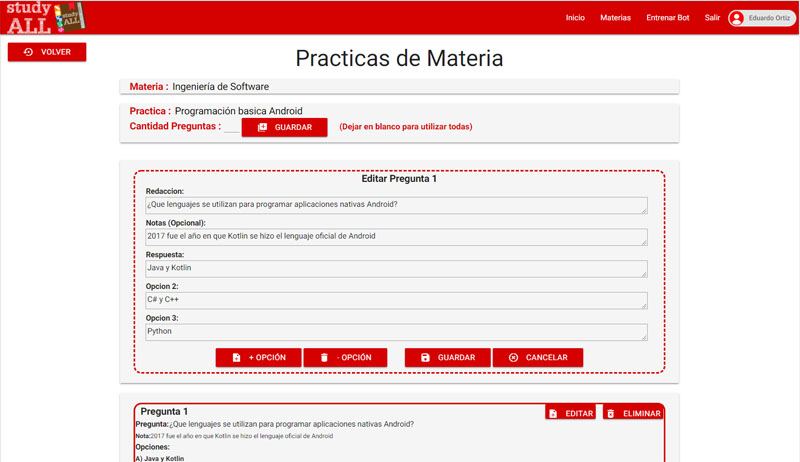 study
ALL
study
ALL
Inicio Materias Entrenar Bot Salir Eduardo Ortiz
VOLVER
Practicas de Materia
Materia : Ingeniería de Software
Practica : Programación basica Android
Cantidad Preguntas : GUARDAR (Dejar en blanco para utilizar todas)
Editar Pregunta 1
Redaccion:
¿Que lenguajes se utilizan para programar aplicaciones nativas Android?
Notas (Opcional):
2017 fue el año en que Kotlin se hizo el lenguaje oficial de Android
Respuesta:
Java y Kotlin
Opcion 2:
C# y C++
Opcion 3:
Python
+ OPCIÓN - OPCIÓN GUARDAR CANCELAR
Pregunta 1 EDITAR ELIMINAR
Pregunta:¿Que lenguajes se utilizan para programar aplicaciones nativas Android?
Nota:2017 fue el año en que Kotlin se hizo el lenguaje oficial de Android
Opciones:
A) Java y Kotlin